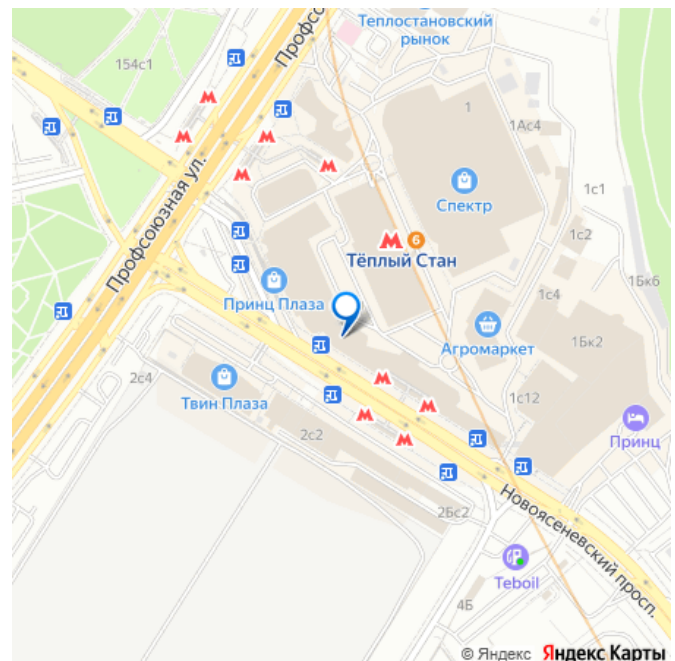 Теплостановский
рынок
154с1
Профсоюзная ул.
Профсо
1
1Ас4
1с1
Спектр
6
Тёплый Стан
1с2
1Бк6
1с4
Принц Плаза
Агромаркет
1Бк2
2с4
Твин Плаза
1с12
2с2
Принц
2Бс2
Новоясеневский просп.
Teboil
4Б
© Яндекс Яндекс Карты